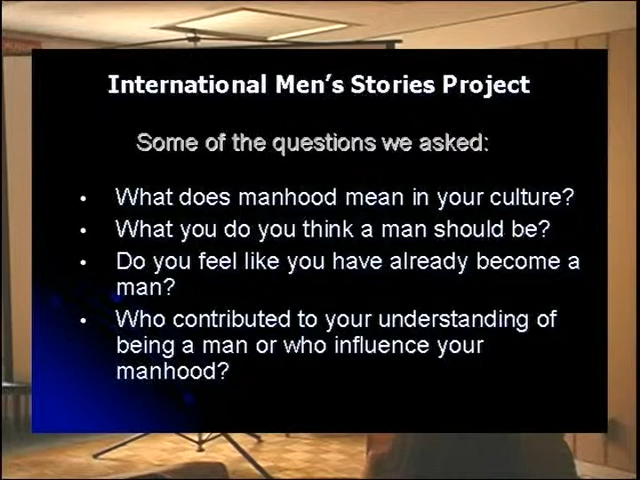 International Men's Stories Project
Some of the questions we asked:
• What does manhood mean in your culture?
• What you do you think a man should be?
• Do you feel like you have already become a
man?
• Who contributed to your understanding of
being a man or who influence your
manhood?